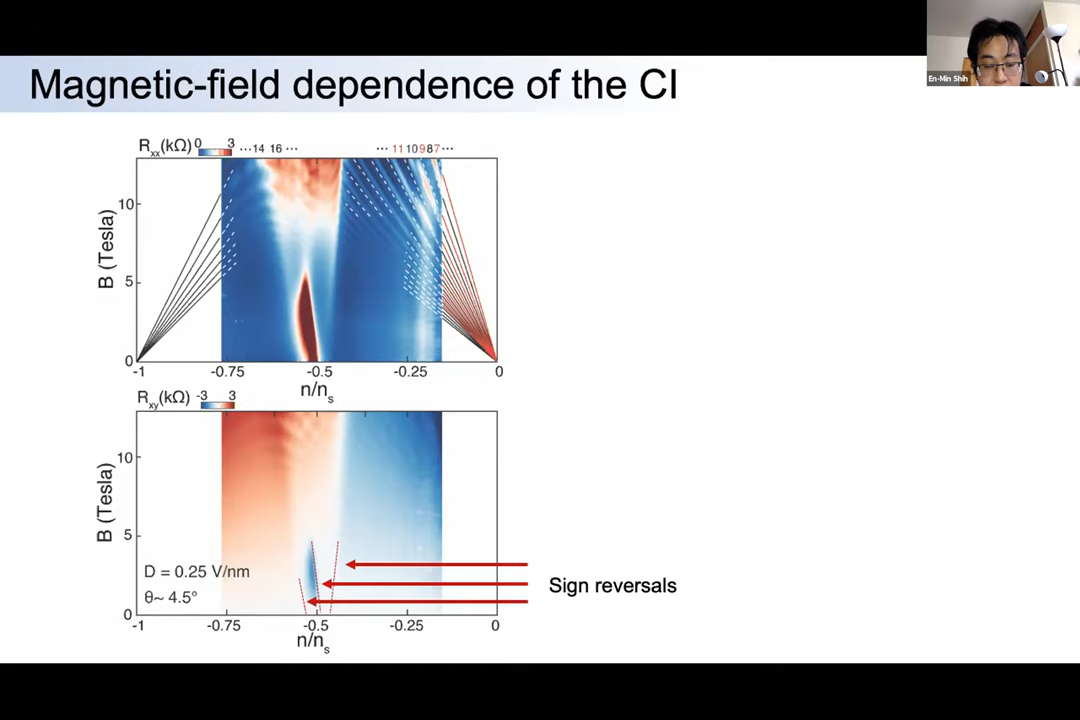 En-Min Shih
Magnetic-field dependence of the CI
Rxx(kΩ) 0 3 ···14 16 ··· ··· 11 10 9 8 7 ···
10
5
0
B (Tesla)
-1 -0.75 -0.5 -0.25 0
n/ns
Rxy(kΩ) -3 3
10
5
0
B (Tesla)
D = 0.25 V/nm
θ~ 4.5°
Sign reversals
-1 -0.75 -0.5 -0.25 0
n/ns